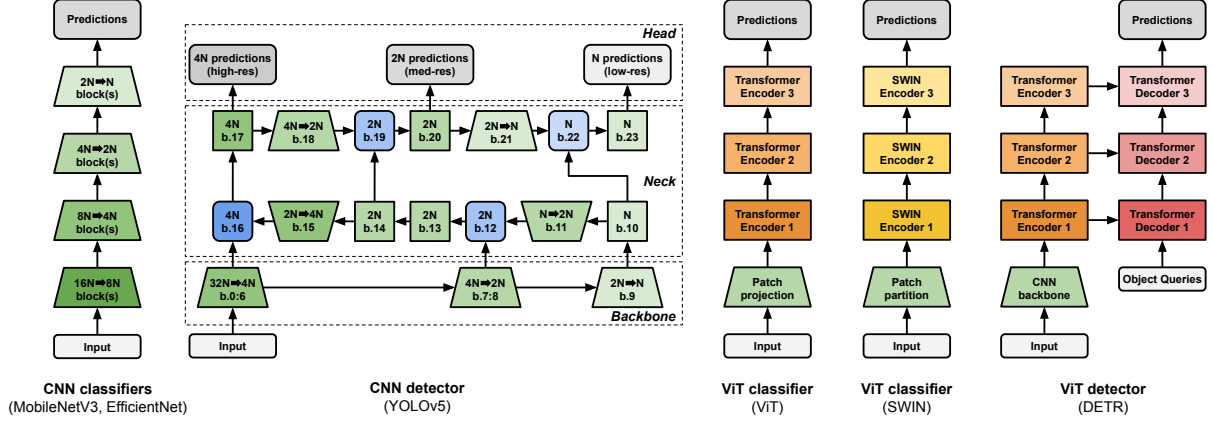 Predictions
2N➡N
block(s)
4N➡2N
block(s)
8N➡4N
block(s)
16N➡8N
block(s)
Input
CNN classifiers
(MobileNetV3, EfficientNet)
Head
4N predictions
(high-res)
2N predictions
(med-res)
N predictions
(low-res)
4N
b.17
4N➡2N
b.18
2N
b.19
2N
b.20
2N➡N
b.21
N
b.22
N
b.23
Neck
4N
b.16
2N➡4N
b.15
2N
b.14
2N
b.13
2N
b.12
N➡2N
b.11
N
b.10
32N➡4N
b.0:6
4N➡2N
b.7:8
2N➡N
b.9
Backbone
Input
CNN detector
(YOLOv5)
Predictions
Transformer
Encoder 3
Transformer
Encoder 2
Transformer
Encoder 1
Patch
projection
Input
ViT classifier
(ViT)
Predictions
SWIN
Encoder 3
SWIN
Encoder 2
SWIN
Encoder 1
Patch
partition
Input
ViT classifier
(SWIN)
Predictions
Transformer
Encoder 3
Transformer
Decoder 3
Transformer
Encoder 2
Transformer
Decoder 2
Transformer
Encoder 1
Transformer
Decoder 1
CNN
backbone
Object Queries
Input
ViT detector
(DETR)